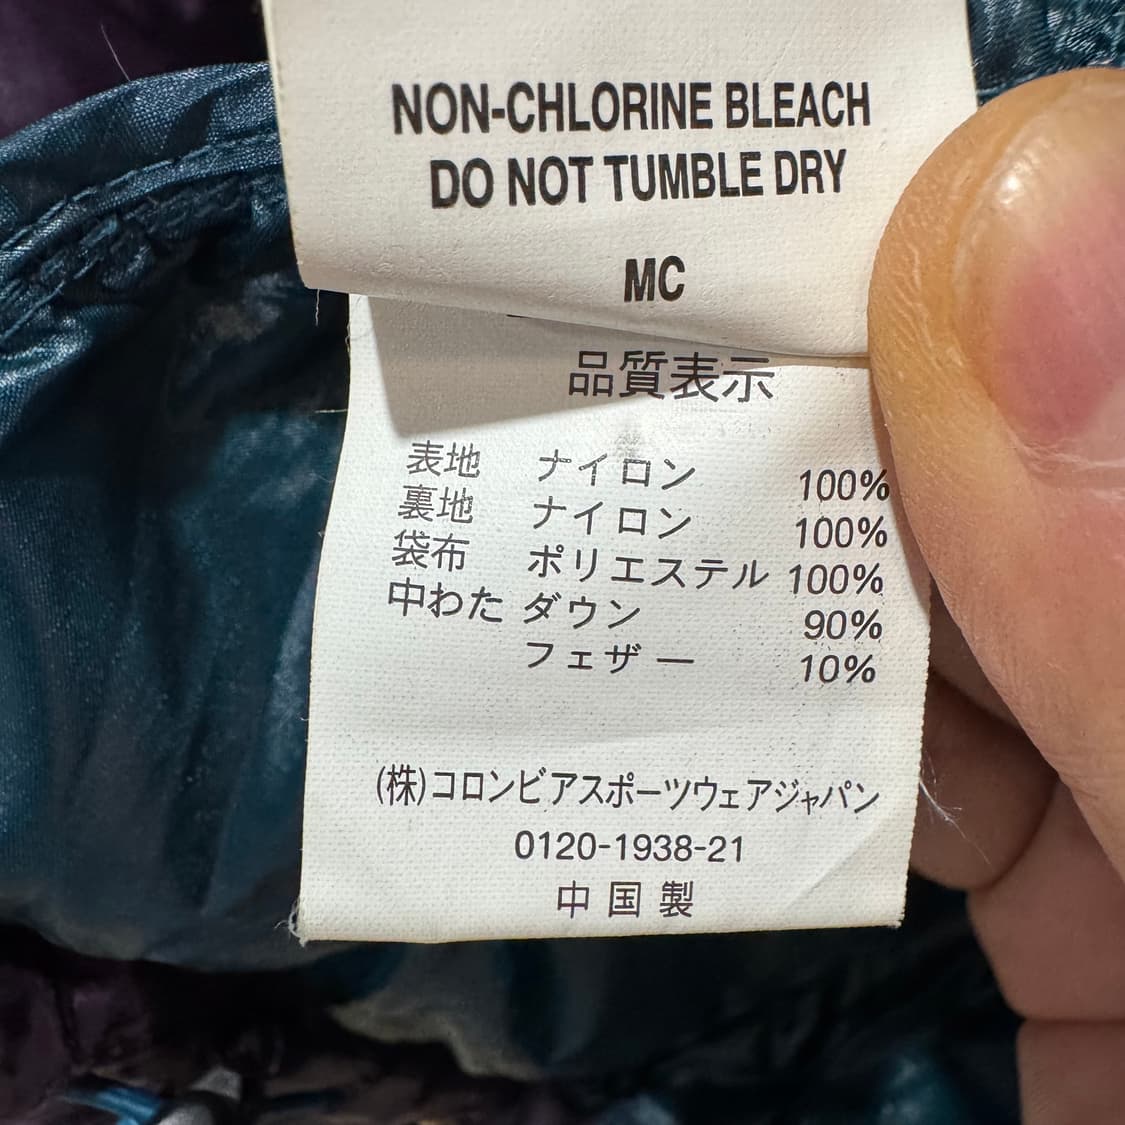 NON-CHLORINE BLEACH
DO NOT TUMBLE DRY
MC
品質表示
表地 ナイロン 100%
裏地 ナイロン 100%
袋布 ポリエステル 100%
中わた ダウン 90%
フェザー 10%
(株)コロンビアスポーツウェアジャパン
0120-1938-21
中国製